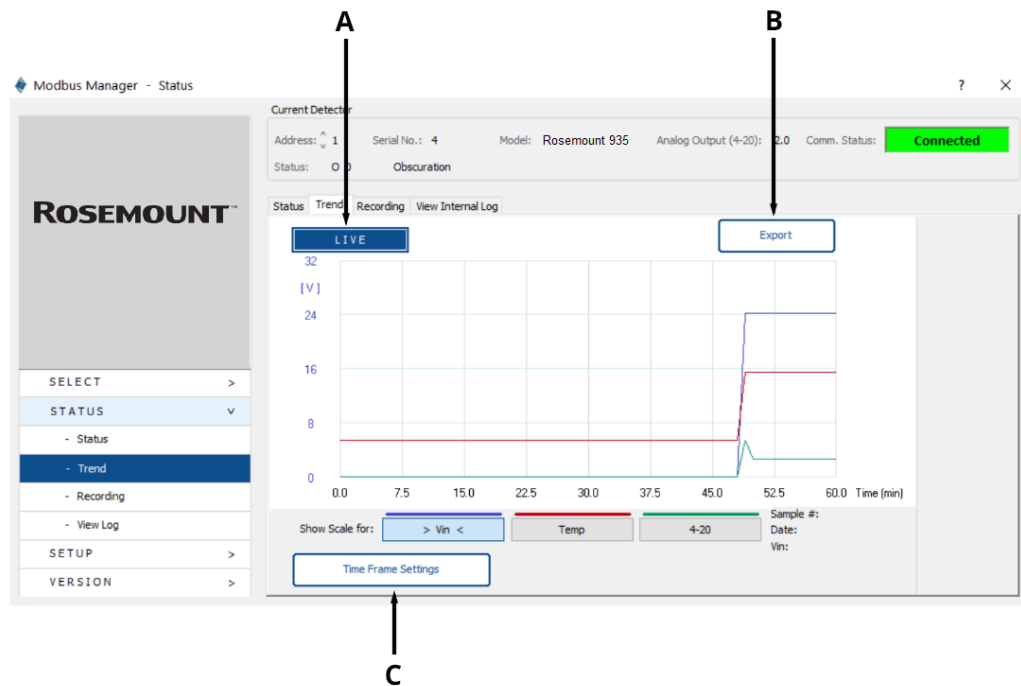 A
B
Modbus Manager - Status
? ×
Current Detector
Address: 1 Serial No.: 4 Model: Rosemount 935 Analog Output (4-20): 2.0 Comm. Status: Connected
Status: O 0 Obscuration
ROSEMOUNT™
Status Trend Recording View Internal Log
LIVE
Export
32
[V]
24
16
8
0
0.0 7.5 15.0 22.5 30.0 37.5 45.0 52.5 60.0 Time (min)
SELECT >
STATUS v
- Status
- Trend
- Recording
- View Log
SETUP >
VERSION >
Show Scale for: > Vin < Temp 4-20
Sample #:
Date:
Vin:
Time Frame Settings
C